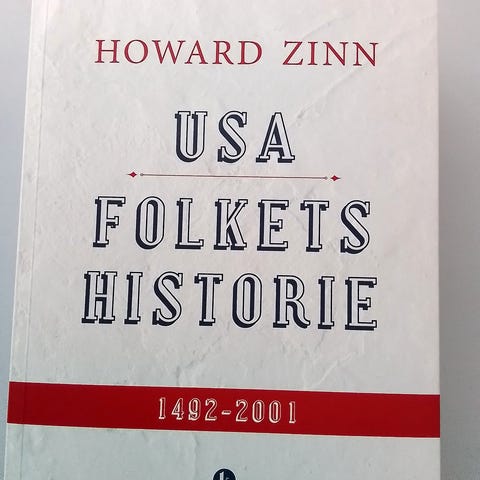 HOWARD ZINN
USA
FOLKETS
HISTORIE
1492-2001